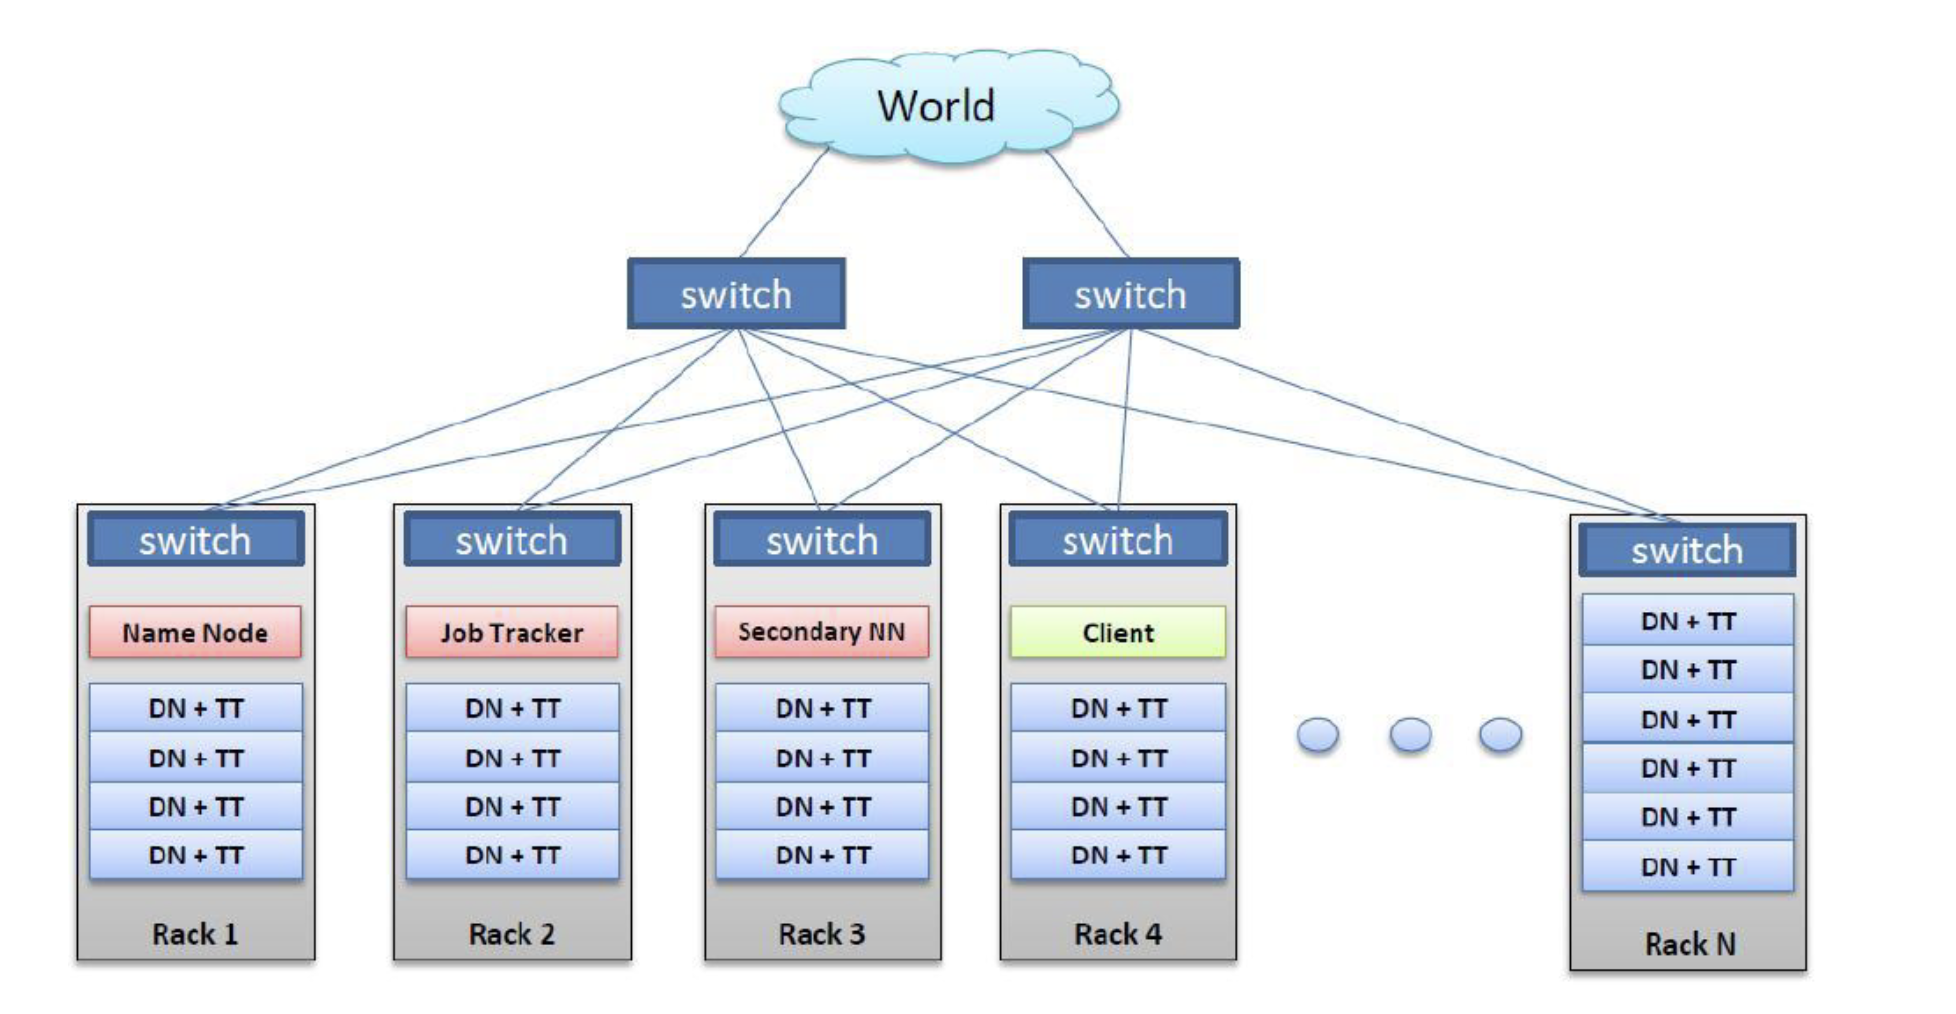 World
switch
switch
switch
switch
switch
switch
switch
Name Node
DN + TT
DN + TT
DN + TT
DN + TT
Rack 1
Job Tracker
DN + TT
DN + TT
DN + TT
DN + TT
Rack 2
Secondary NN
DN + TT
DN + TT
DN + TT
DN + TT
Rack 3
Client
DN + TT
DN + TT
DN + TT
DN + TT
Rack 4
DN + TT
DN + TT
DN + TT
DN + TT
DN + TT
DN + TT
Rack N